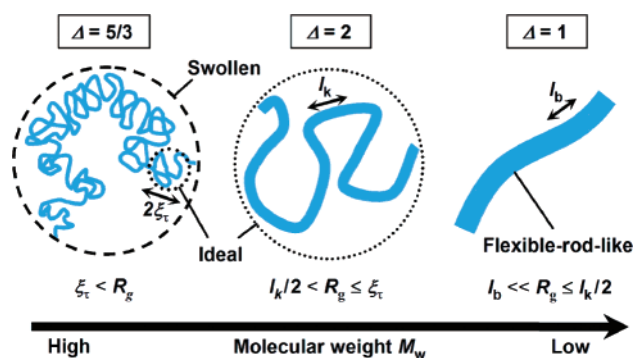 Δ = 5/3
Δ = 2
Δ = 1
Swollen
lk
lb
2ξτ
Ideal
Flexible-rod-like
ξτ < Rg
lk/2 < Rg ≤ ξτ
lb << Rg ≤ lk/2
High
Molecular weight Mw
Low